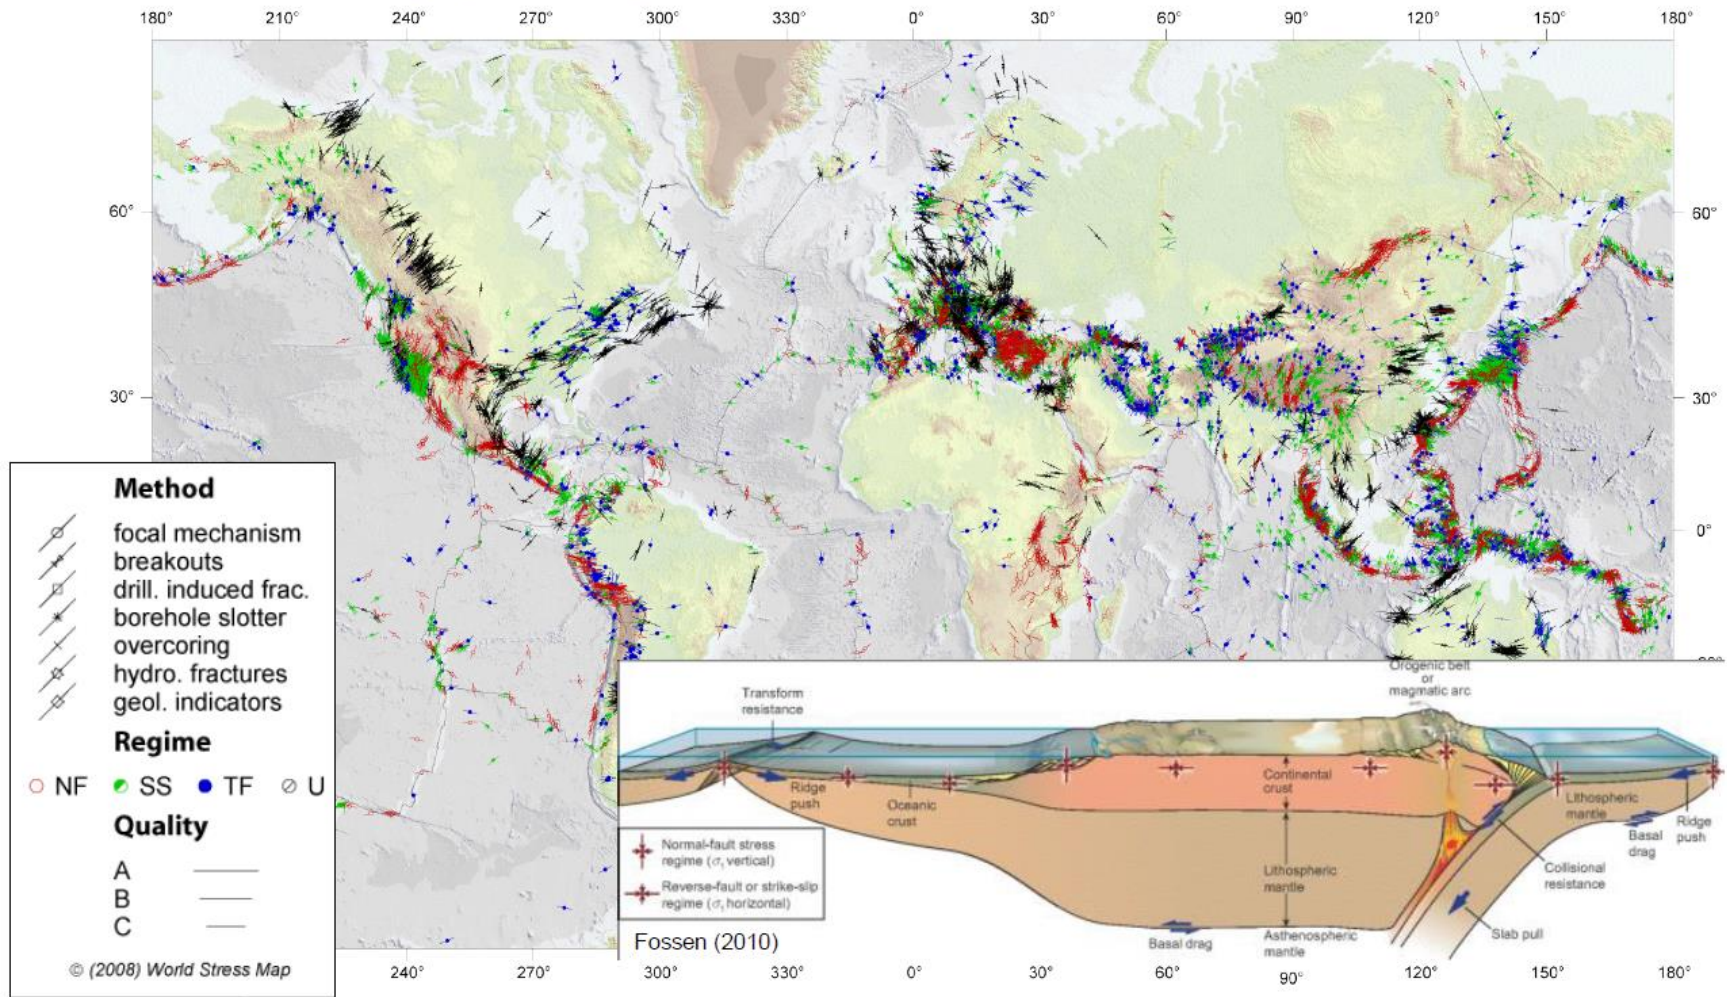 180° 210° 240° 270° 300° 330° 0° 30° 60° 90° 120° 150° 180°
60° 60°
30° 30°
0°
Method
focal mechanism
breakouts
drill. induced frac.
borehole slotter
overcoring
hydro. fractures
geol. indicators
Regime
NF SS TF U
Quality
A
B
C
© (2008) World Stress Map
Orogenic belt
or
magmatic arc
Transform
resistance
Ridge
push
Oceanic
crust
Continental
crust
Lithospheric
mantle
Ridge
push
Basal
drag
Normal-fault stress
regime (σ, vertical)
Reverse-fault or strike-slip
regime (σ, horizontal)
Lithospheric
mantle
Collisional
resistance
Slab pull
Basal drag
Asthenospheric
mantle
Fossen (2010)
240° 270° 300° 330° 0° 30° 60° 90° 120° 150° 180°